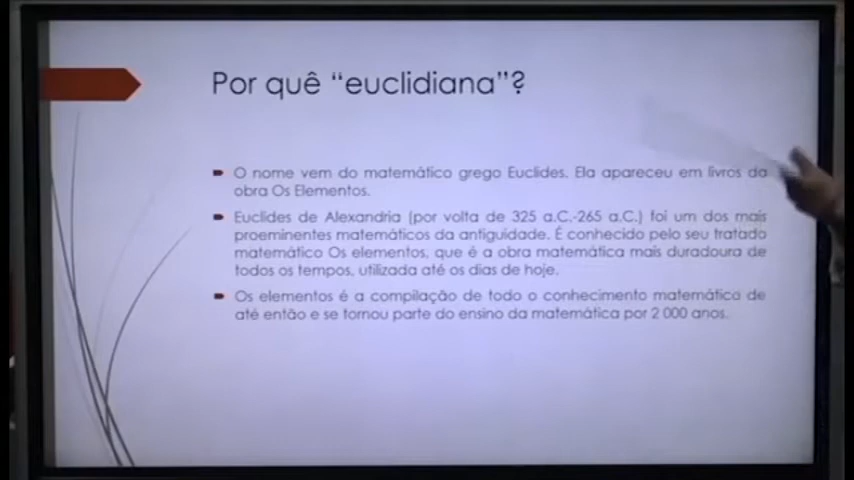 Por quê “euclidiana”?
O nome vem do matemático grego Euclides. Ela apareceu em livros da
obra Os Elementos.
Euclides de Alexandria (por volta de 325 a.C.-265 a.C.) foi um dos mais
proeminentes matemáticos da antiguidade. É conhecido pelo seu tratado
matemático Os elementos, que é a obra matemática mais duradoura de
todos os tempos, utilizada até os dias de hoje.
Os elementos é a compilação de todo o conhecimento matemático de
até então e se tornou parte do ensino da matemática por 2 000 anos.